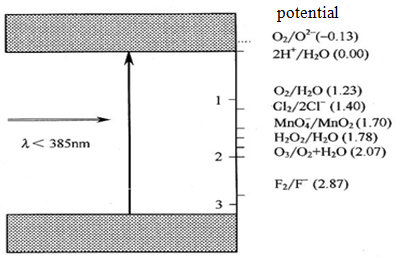 potential
O₂/O²⁻(−0.13)
2H⁺/H₂O (0.00)
O₂/H₂O (1.23)
1
Cl₂/2Cl⁻ (1.40)
MnO₄⁻/MnO₂ (1.70)
λ< 385nm
H₂O₂/H₂O (1.78)
2
O₃/O₂+H₂O (2.07)
F₂/F⁻ (2.87)
3